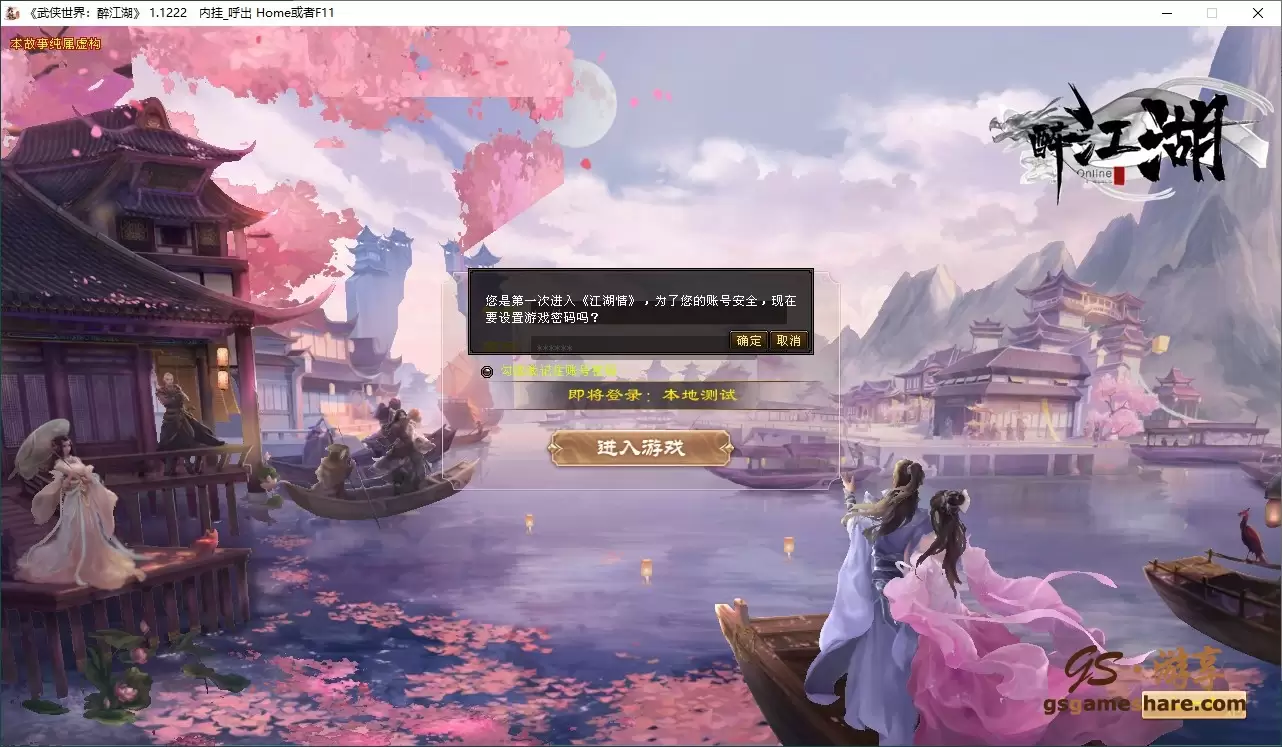 《武侠世界：醉江湖》 1.1222 内挂_呼出 Home或者F11
本故事纯属虚构
醉江湖
Online
您是第一次进入《江湖情》，为了您的账号安全，现在
要设置游戏密码吗？
确定 取消
******
即将登录：本地测试
进入游戏
GS·游享
gsgameshare.com